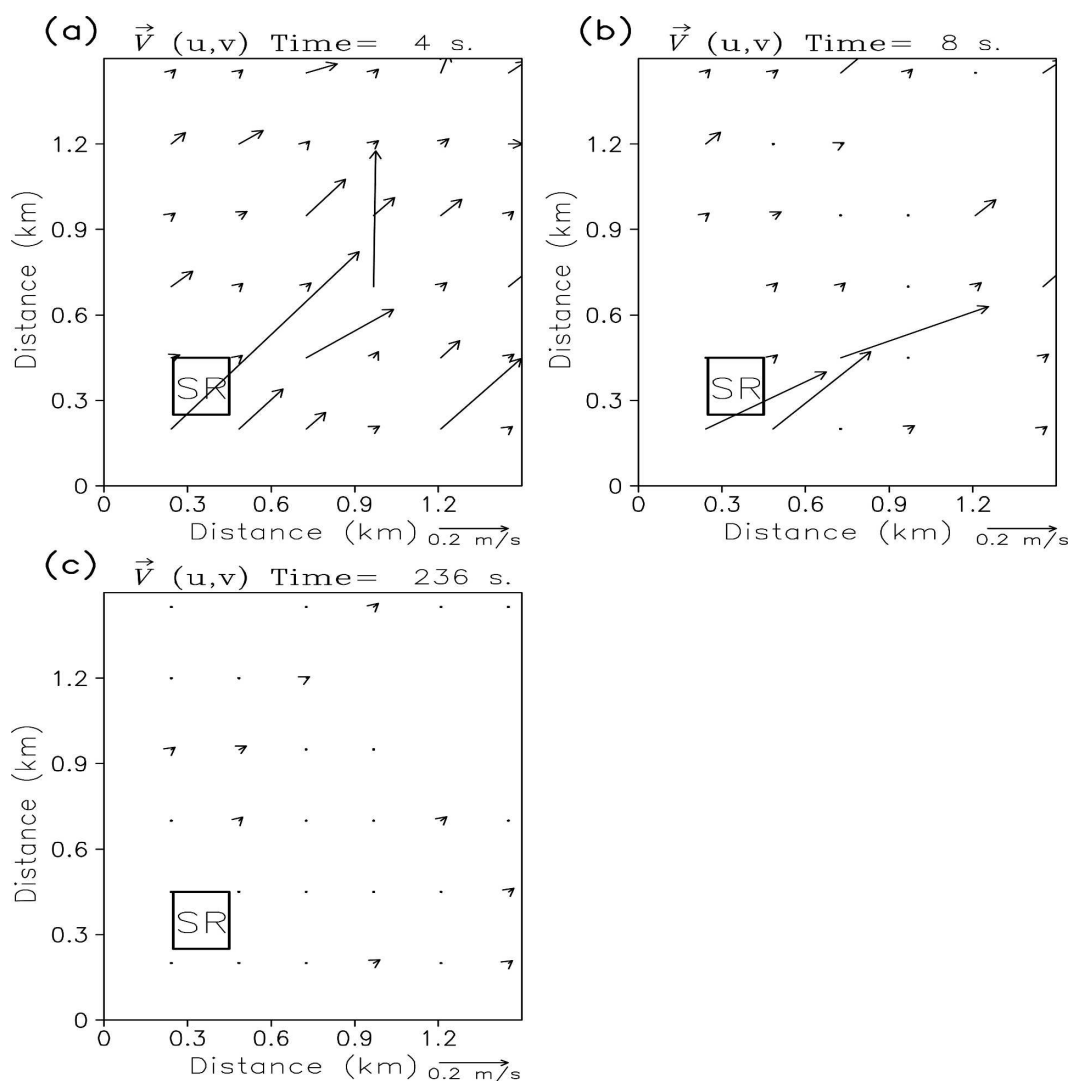 (a) V⃗ (u,v) Time= 4 s.
1.2
0.9
0.6
0.3
0
Distance (km)
SR
0 0.3 0.6 0.9 1.2
Distance (km)
0.2 m/s
(b) V⃗ (u,v) Time= 8 s.
1.2
0.9
0.6
0.3
0
Distance (km)
SR
0 0.3 0.6 0.9 1.2
Distance (km)
0.2 m/s
(c) V⃗ (u,v) Time= 236 s.
1.2
0.9
0.6
0.3
0
Distance (km)
SR
0 0.3 0.6 0.9 1.2
Distance (km)
0.2 m/s